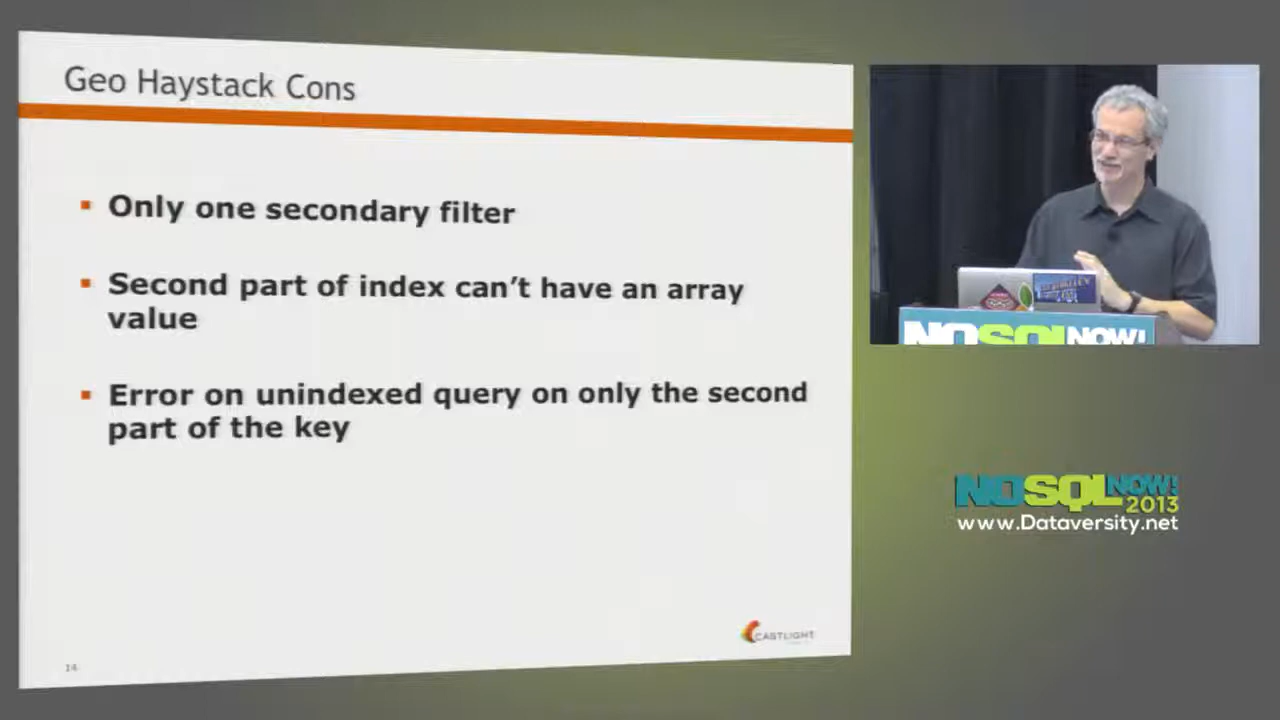 Geo Haystack Cons
Only one secondary filter
Second part of index can't have an array
value
Error on unindexed query on only the second
part of the key
CASTLIGHT
14
NOSQL NOW!
NOSQL NOW!
2013
www.Dataversity.net